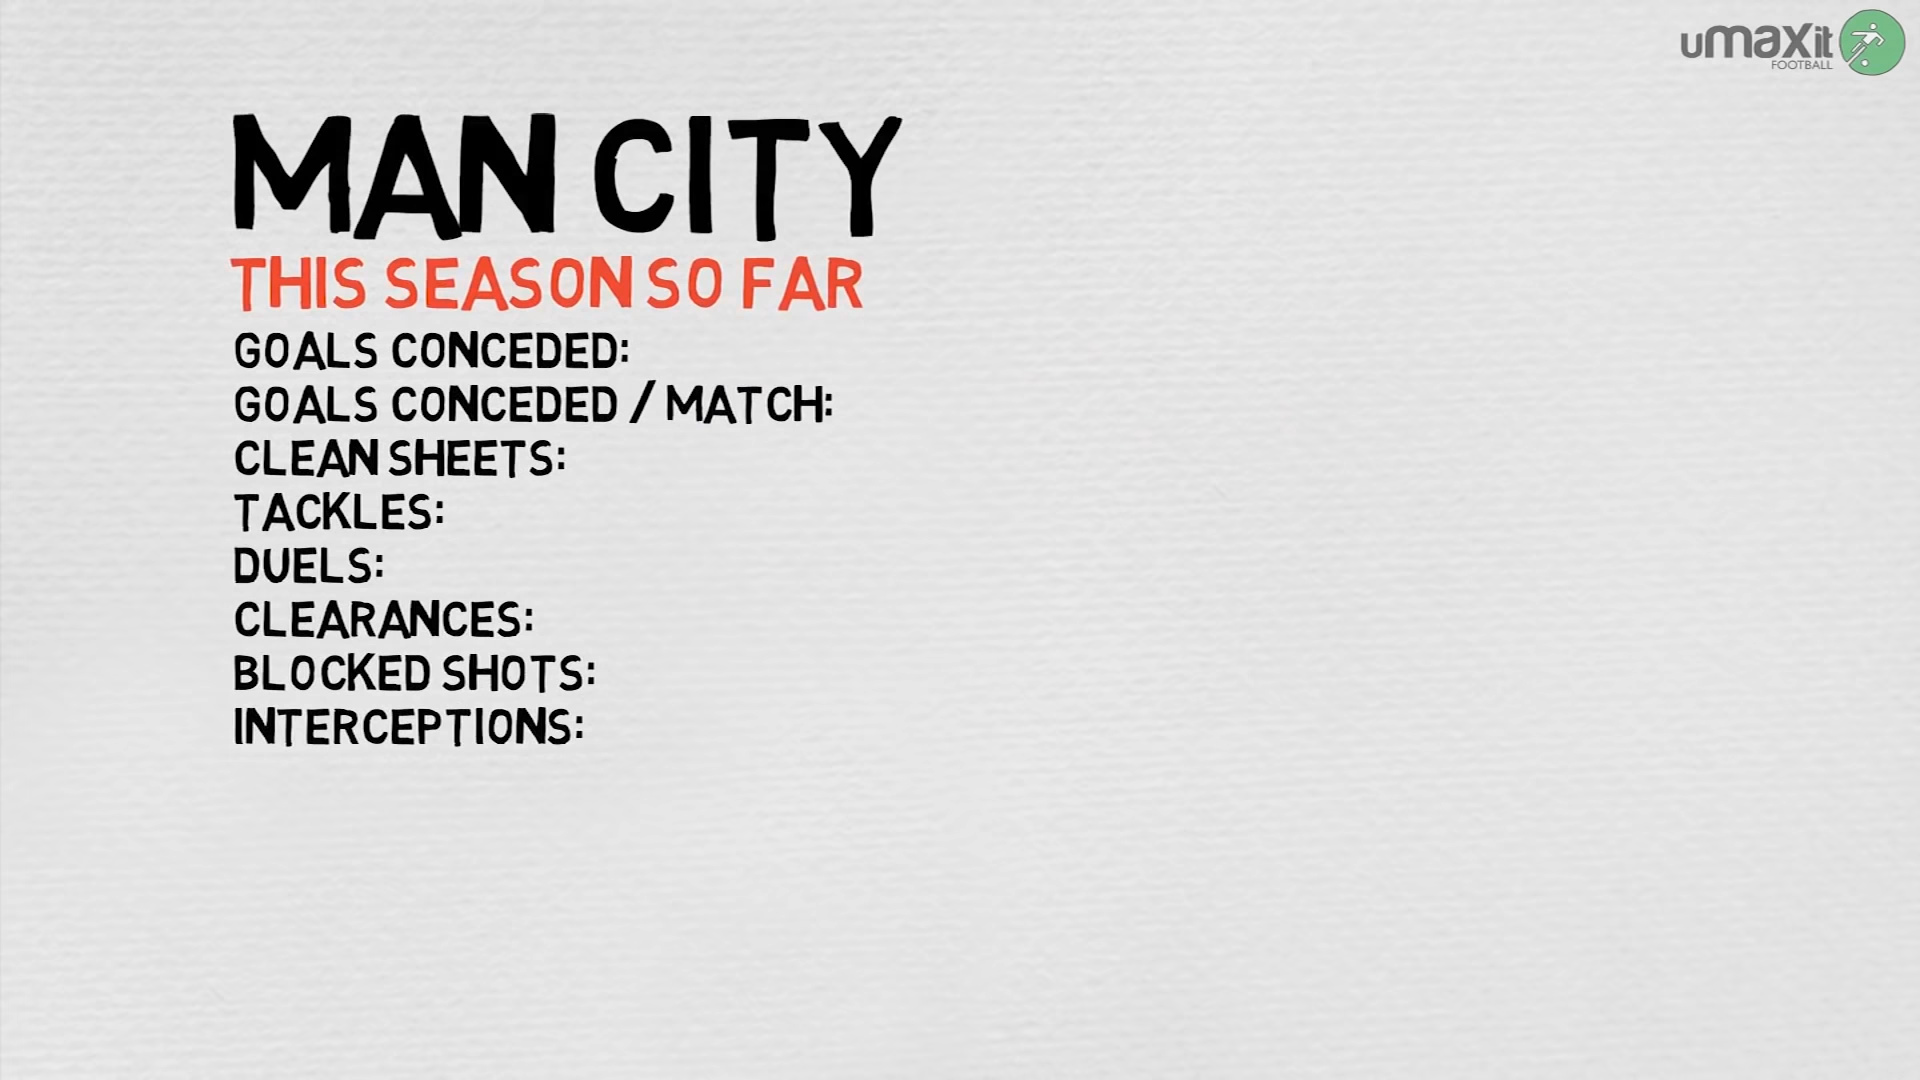 umaxit
FOOTBALL
MAN CITY
THIS SEASON SO FAR
GOALS CONCEDED:
GOALS CONCEDED / MATCH:
CLEAN SHEETS:
TACKLES:
DUELS:
CLEARANCES:
BLOCKED SHOTS:
INTERCEPTIONS: